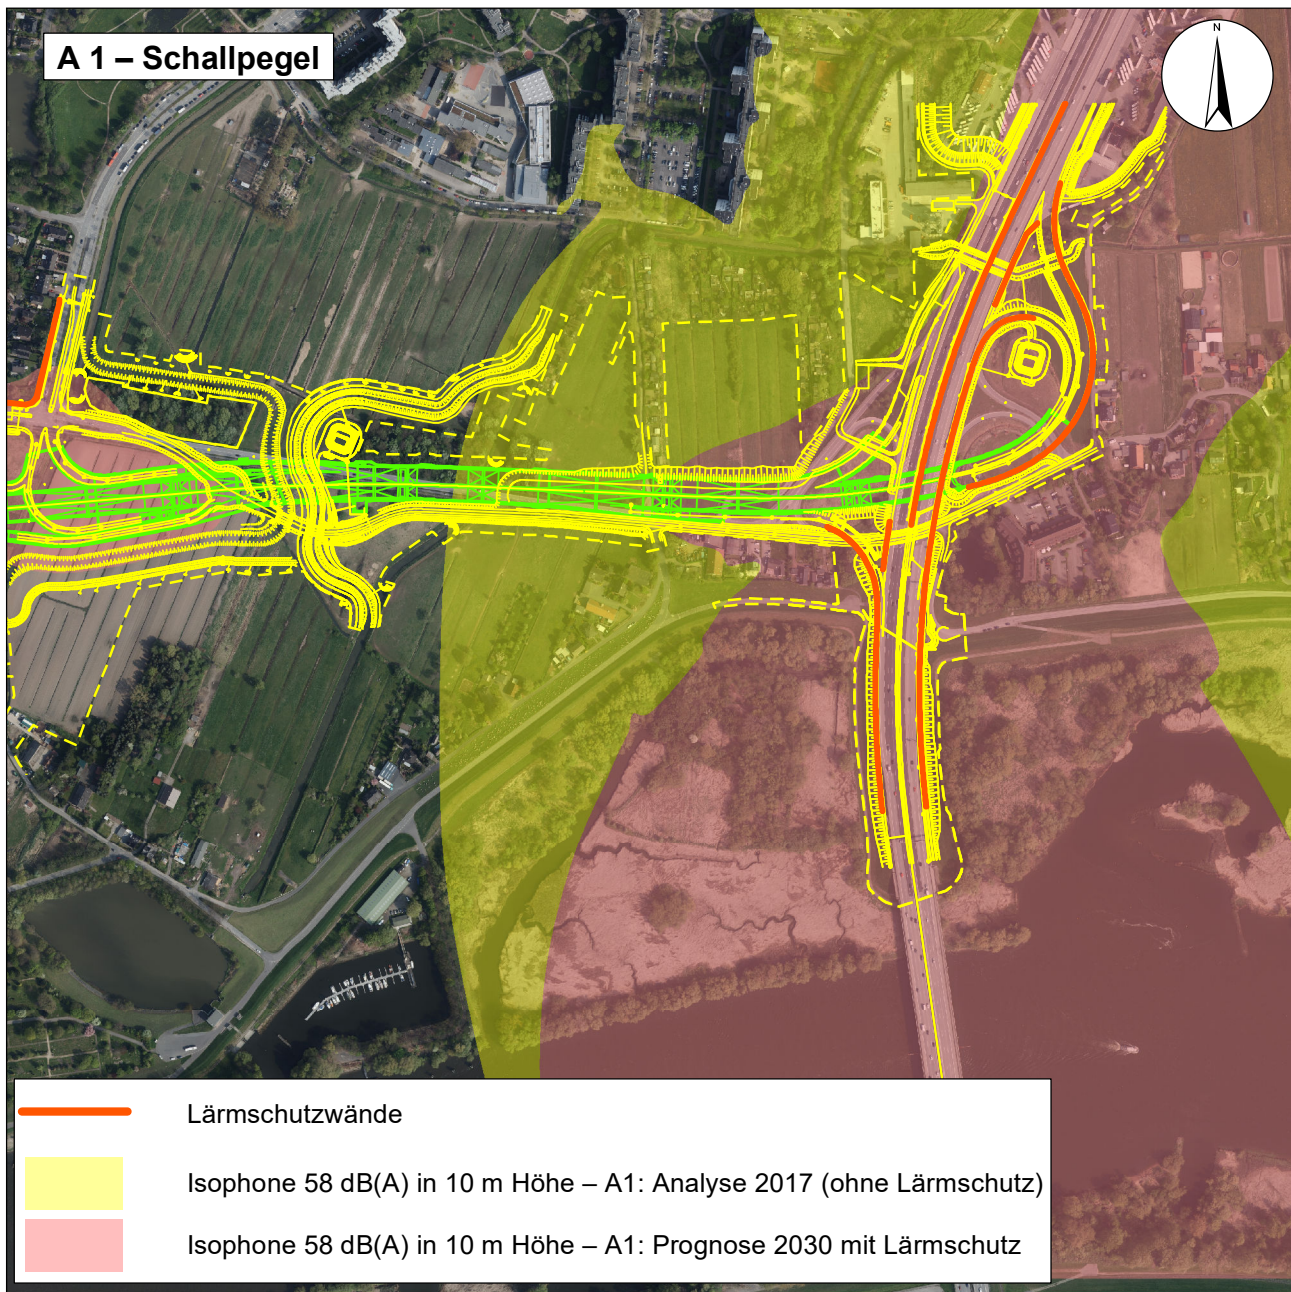 A 1 – Schallpegel
N
Lärmschutzwände
Isophone 58 dB(A) in 10 m Höhe – A1: Analyse 2017 (ohne Lärmschutz)
Isophone 58 dB(A) in 10 m Höhe – A1: Prognose 2030 mit Lärmschutz